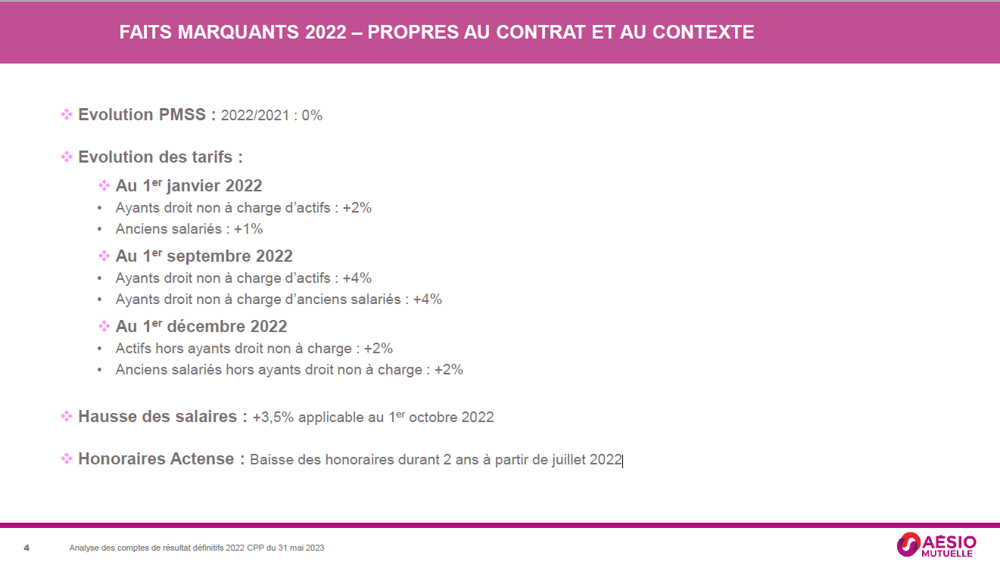 FAITS MARQUANTS 2022 – PROPRES AU CONTRAT ET AU CONTEXTE
Evolution PMSS : 2022/2021 : 0%
Evolution des tarifs :
Au 1er janvier 2022
• Ayants droit non à charge d’actifs : +2%
• Anciens salariés : +1%
Au 1er septembre 2022
• Ayants droit non à charge d’actifs : +4%
• Ayants droit non à charge d’anciens salariés : +4%
Au 1er décembre 2022
• Actifs hors ayants droit non à charge : +2%
• Anciens salariés hors ayants droit non à charge : +2%
Hausse des salaires : +3,5% applicable au 1er octobre 2022
Honoraires Actense : Baisse des honoraires durant 2 ans à partir de juillet 2022
4 Analyse des comptes de résultat définitifs 2022 CPP du 31 mai 2023
AÉSIO
MUTUELLE